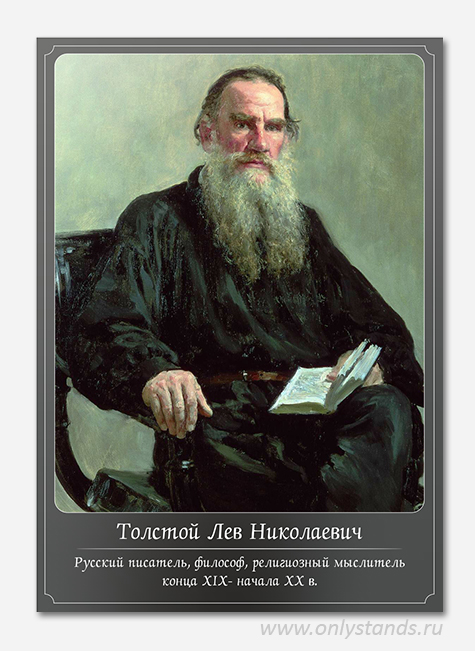 Толстой Лев Николаевич
Русский писатель, философ, религиозный мыслитель
конца XIX- начала XX в.
www.onlystands.ru